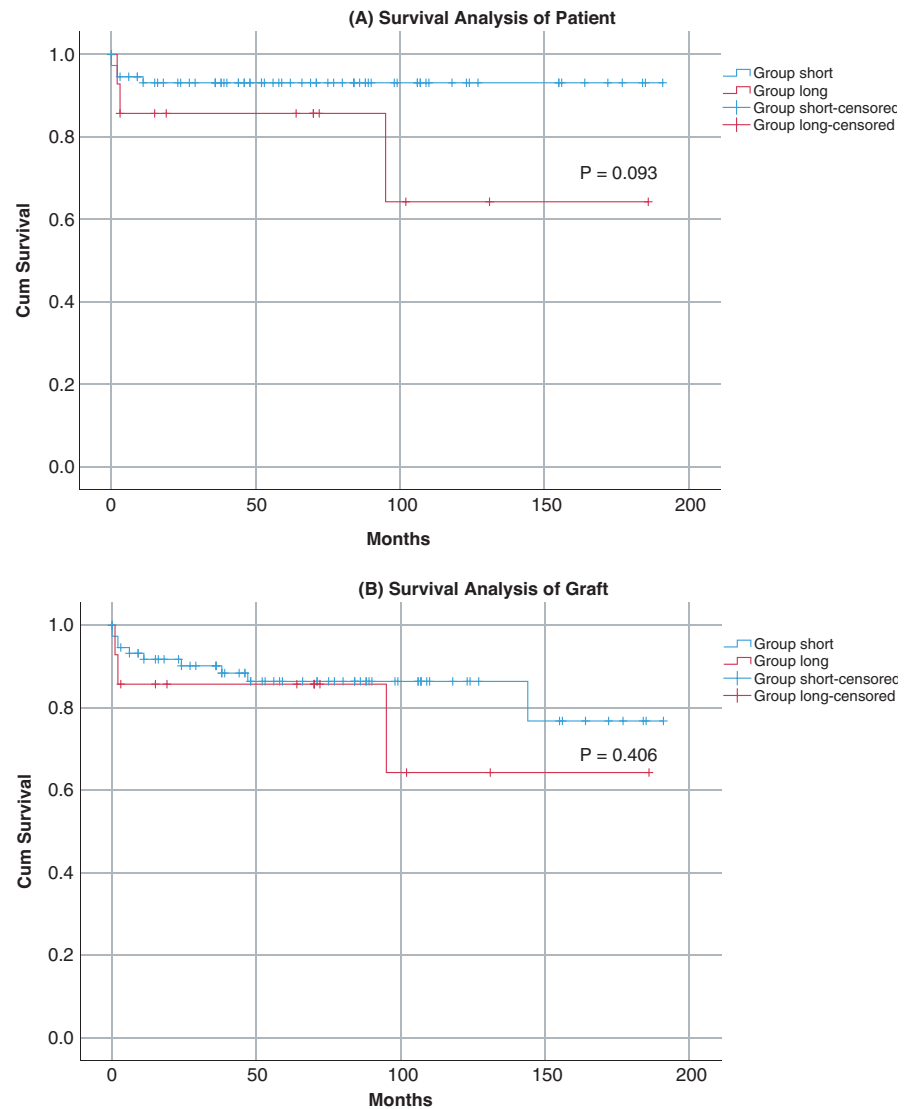 (A) Survival Analysis of Patient
1.0
0.8
0.6
0.4
0.2
0.0
Cum Survival
0 50 100 150 200
Months
P = 0.093
Group short
Group long
Group short-censored
Group long-censored
(B) Survival Analysis of Graft
1.0
0.8
0.6
0.4
0.2
0.0
Cum Survival
0 50 100 150 200
Months
P = 0.406
Group short
Group long
Group short-censored
Group long-censored